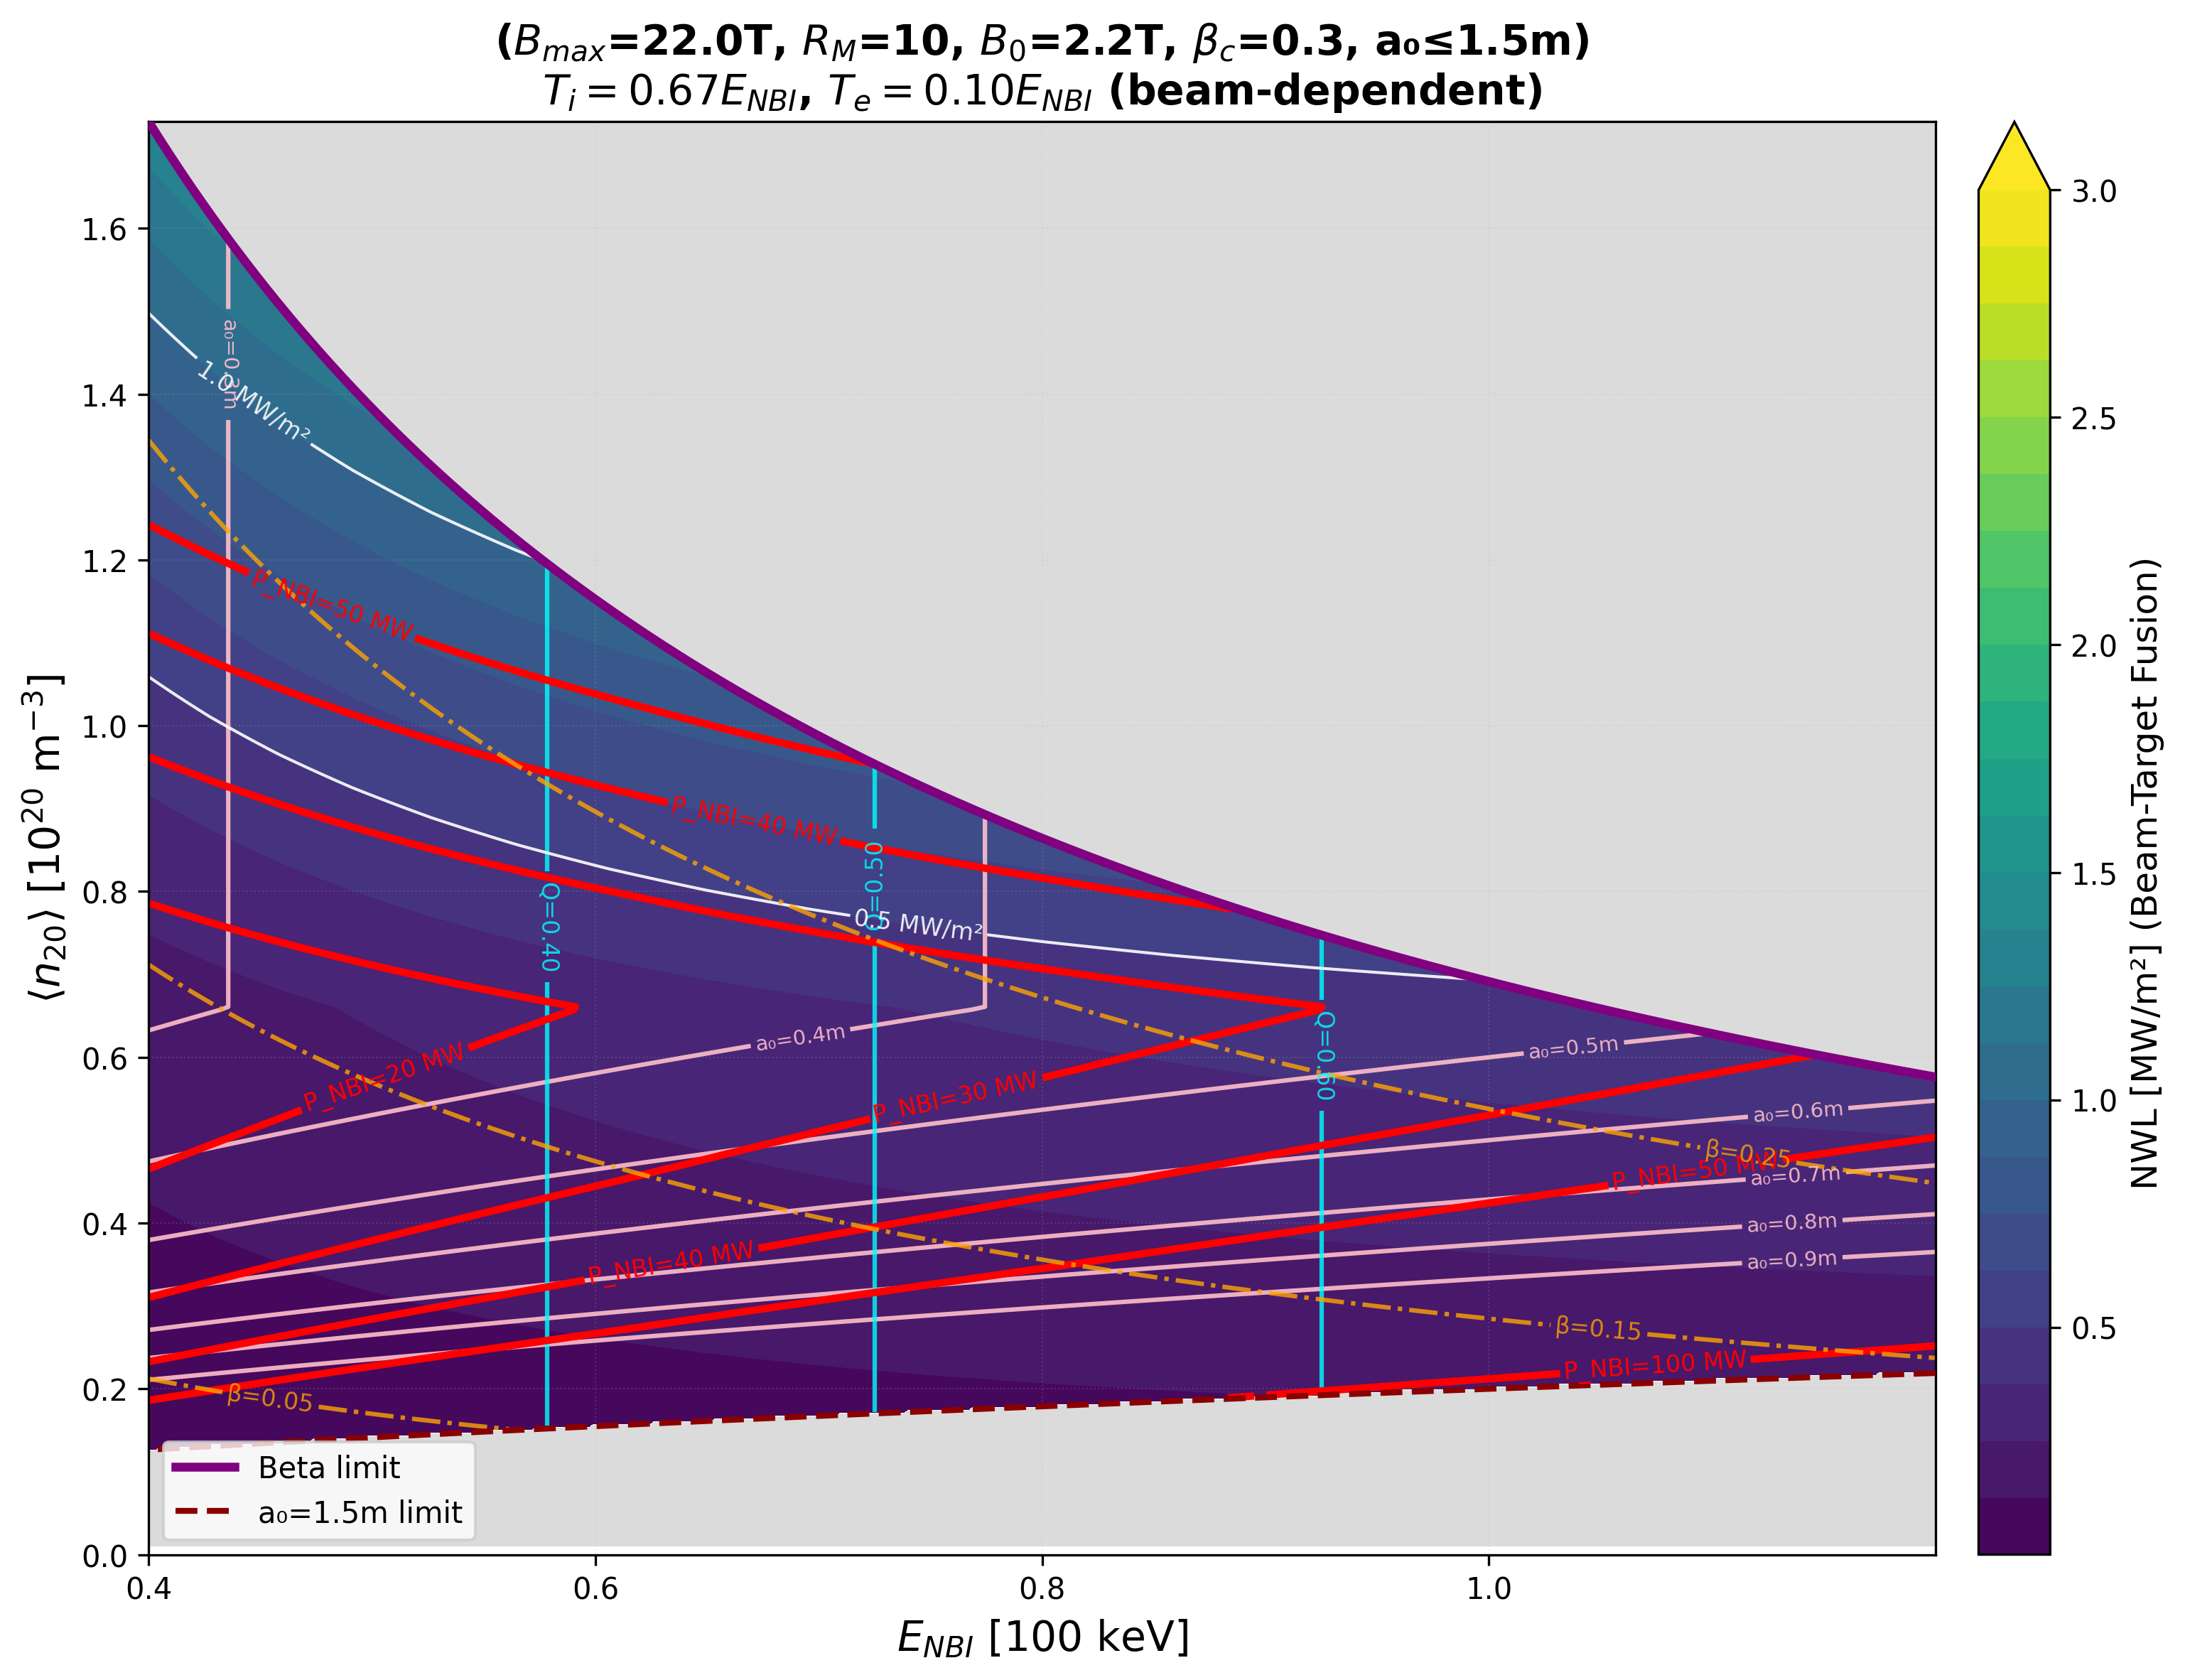 (B_max=22.0T, R_M=10, B_0=2.2T, β_c=0.3, a₀≤1.5m)
T_i = 0.67E_NBI, T_e = 0.10E_NBI (beam-dependent)
1.6
1.4
1.2
1.0
0.8
0.6
0.4
0.2
0.0
⟨n_20⟩ [10^20 m^−3]
a₀=0.3m
1.0 MW/m²
P_NBI=50 MW
P_NBI=40 MW
Q=0.40
Q=0.50
0.5 MW/m²
Q=0.60
a₀=0.4m
a₀=0.5m
P_NBI=20 MW
P_NBI=30 MW
a₀=0.6m
β=0.25
P_NBI=50 MW
a₀=0.7m
a₀=0.8m
P_NBI=40 MW
a₀=0.9m
β=0.15
P_NBI=100 MW
β=0.05
Beta limit
a₀=1.5m limit
0.4
0.6
0.8
1.0
E_NBI [100 keV]
3.0
2.5
2.0
1.5
1.0
0.5
NWL [MW/m²] (Beam-Target Fusion)